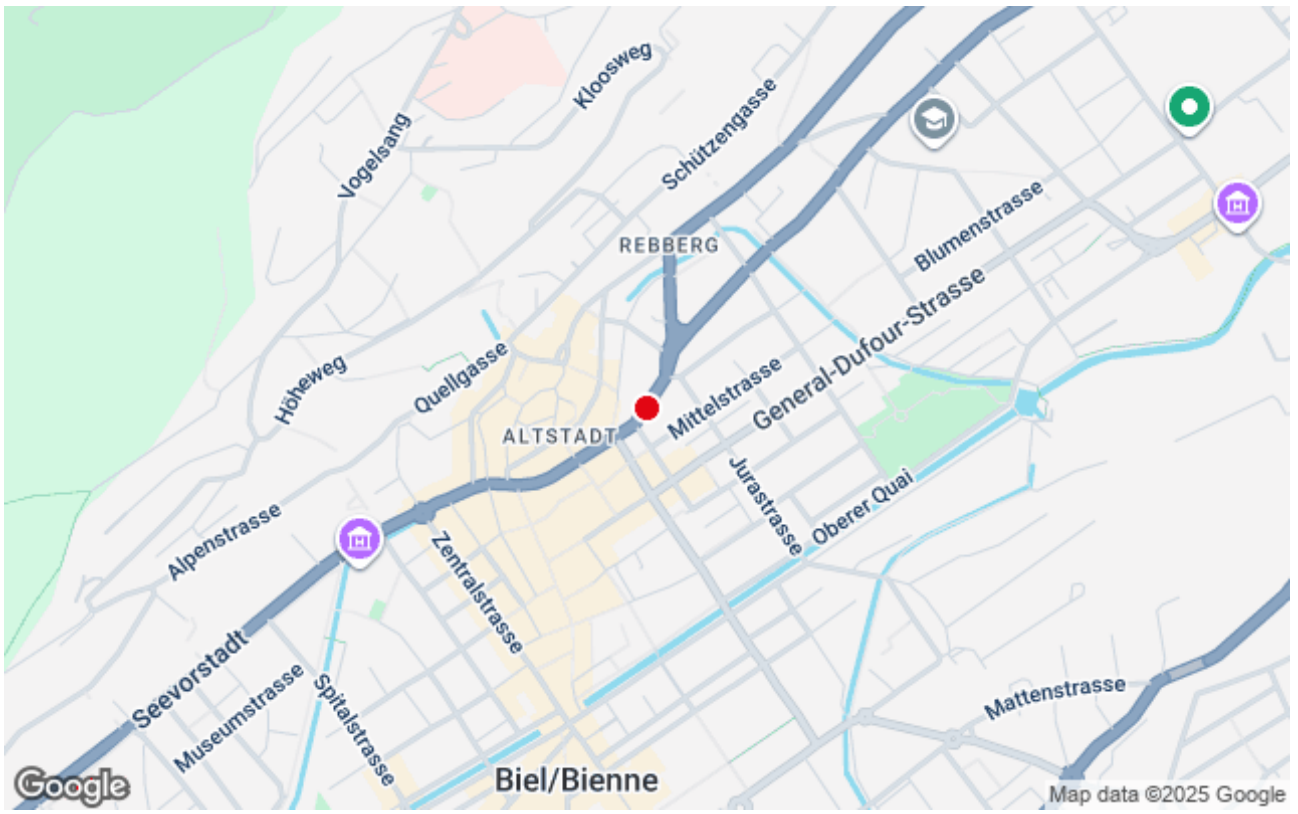 Kloosweg
Vogelsang
Schützengasse
REBBERG
Blumenstrasse
General-Dufour-Strasse
Höheweg
Quellgasse
Mittelstrasse
ALTSTADT
Jurastrasse
Oberer Quai
Alpenstrasse
Zentralstrasse
Seevorstadt
Museumstrasse
Spitalstrasse
Mattenstrasse
Biel/Bienne
Google
Map data ©2025 Google